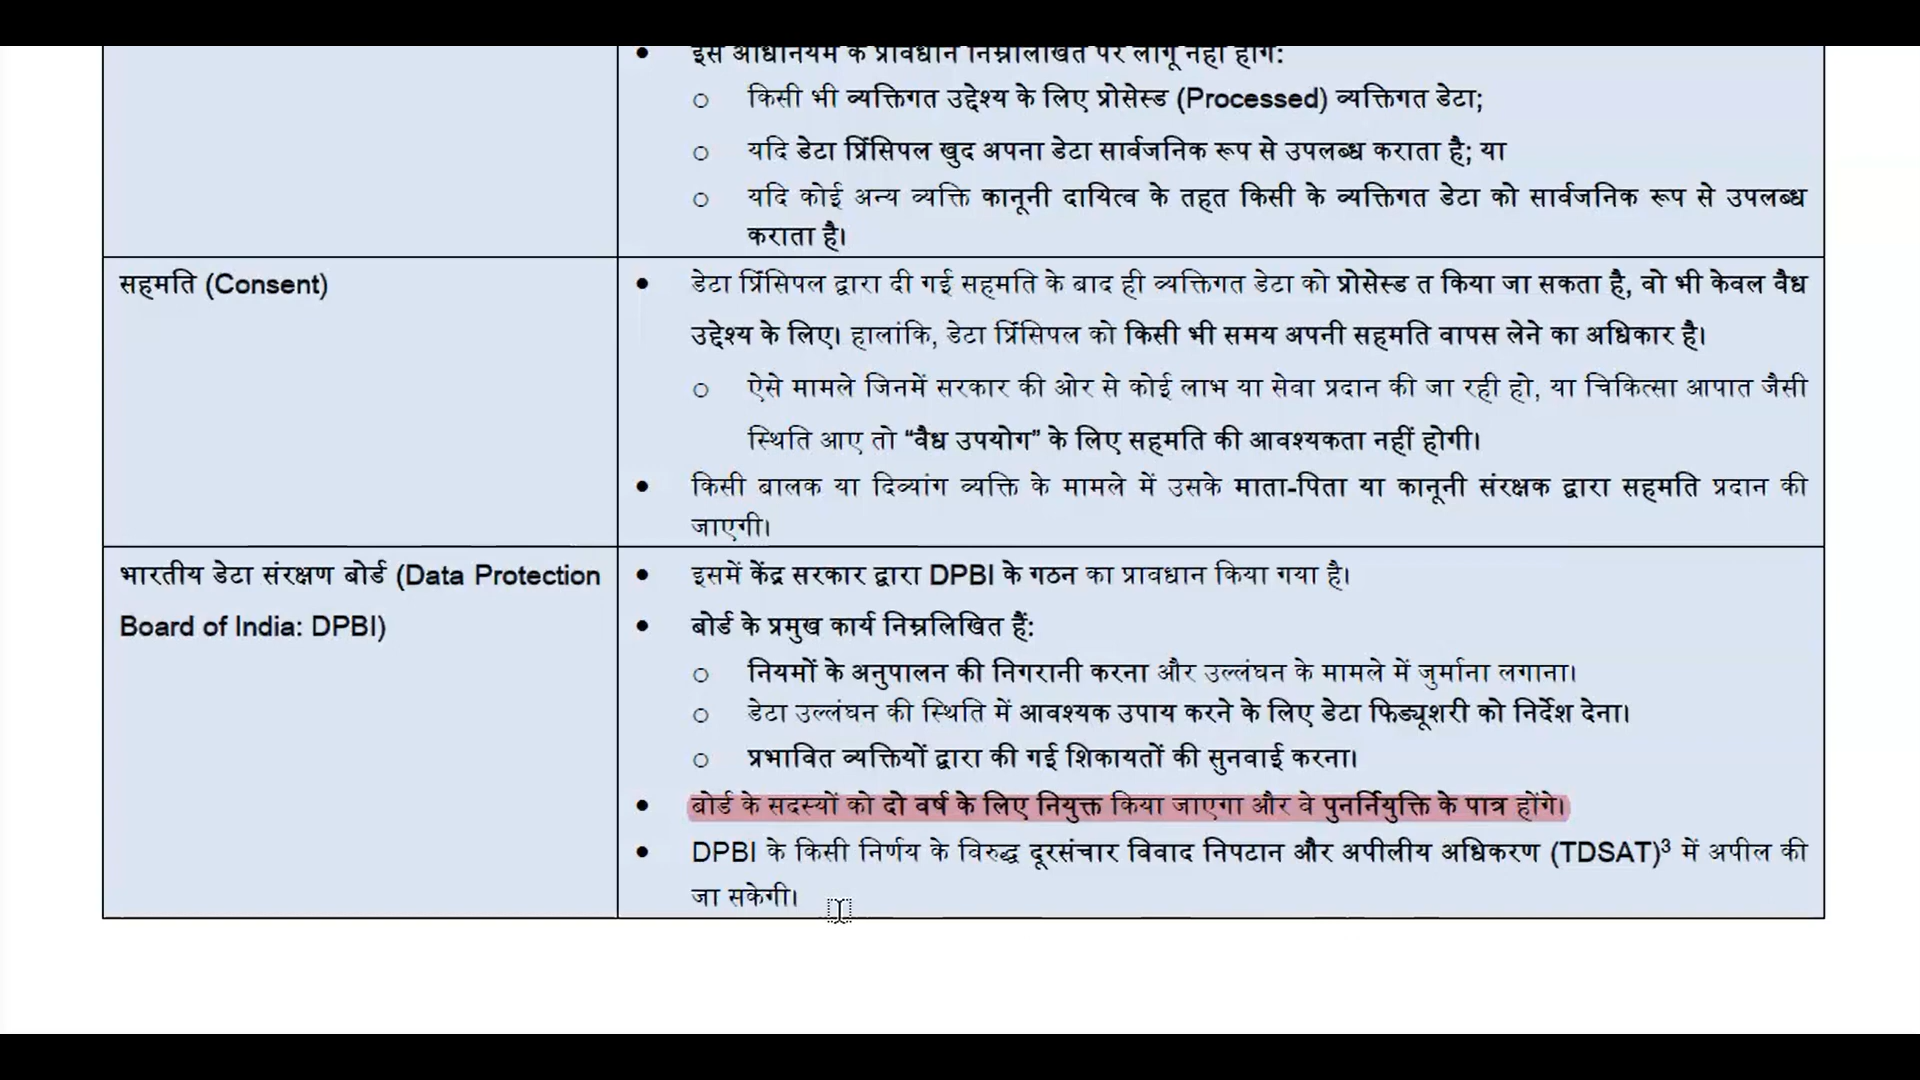 इस अधिनियम के प्रावधान निम्नलिखित पर लागू नहीं होंगे:
○ किसी भी व्यक्तिगत उद्देश्य के लिए प्रोसेस्ड (Processed) व्यक्तिगत डेटा;
○ यदि डेटा प्रिंसिपल खुद अपना डेटा सार्वजनिक रूप से उपलब्ध कराता है; या
○ यदि कोई अन्य व्यक्ति कानूनी दायित्व के तहत किसी के व्यक्तिगत डेटा को सार्वजनिक रूप से उपलब्ध
कराता है।
सहमति (Consent)
• डेटा प्रिंसिपल द्वारा दी गई सहमति के बाद ही व्यक्तिगत डेटा को प्रोसेस्ड त किया जा सकता है, वो भी केवल वैध
उद्देश्य के लिए। हालांकि, डेटा प्रिंसिपल को किसी भी समय अपनी सहमति वापस लेने का अधिकार है।
○ ऐसे मामले जिनमें सरकार की ओर से कोई लाभ या सेवा प्रदान की जा रही हो, या चिकित्सा आपात जैसी
स्थिति आए तो “वैध उपयोग” के लिए सहमति की आवश्यकता नहीं होगी।
• किसी बालक या दिव्यांग व्यक्ति के मामले में उसके माता-पिता या कानूनी संरक्षक द्वारा सहमति प्रदान की
जाएगी।
भारतीय डेटा संरक्षण बोर्ड (Data Protection
Board of India: DPBI)
• इसमें केंद्र सरकार द्वारा DPBI के गठन का प्रावधान किया गया है।
• बोर्ड के प्रमुख कार्य निम्नलिखित हैं:
○ नियमों के अनुपालन की निगरानी करना और उल्लंघन के मामले में जुर्माना लगाना।
○ डेटा उल्लंघन की स्थिति में आवश्यक उपाय करने के लिए डेटा फिड्यूशरी को निर्देश देना।
○ प्रभावित व्यक्तियों द्वारा की गई शिकायतों की सुनवाई करना।
• बोर्ड के सदस्यों को दो वर्ष के लिए नियुक्त किया जाएगा और वे पुनर्नियुक्ति के पात्र होंगे।
• DPBI के किसी निर्णय के विरुद्ध दूरसंचार विवाद निपटान और अपीलीय अधिकरण (TDSAT)³ में अपील की
जा सकेगी।